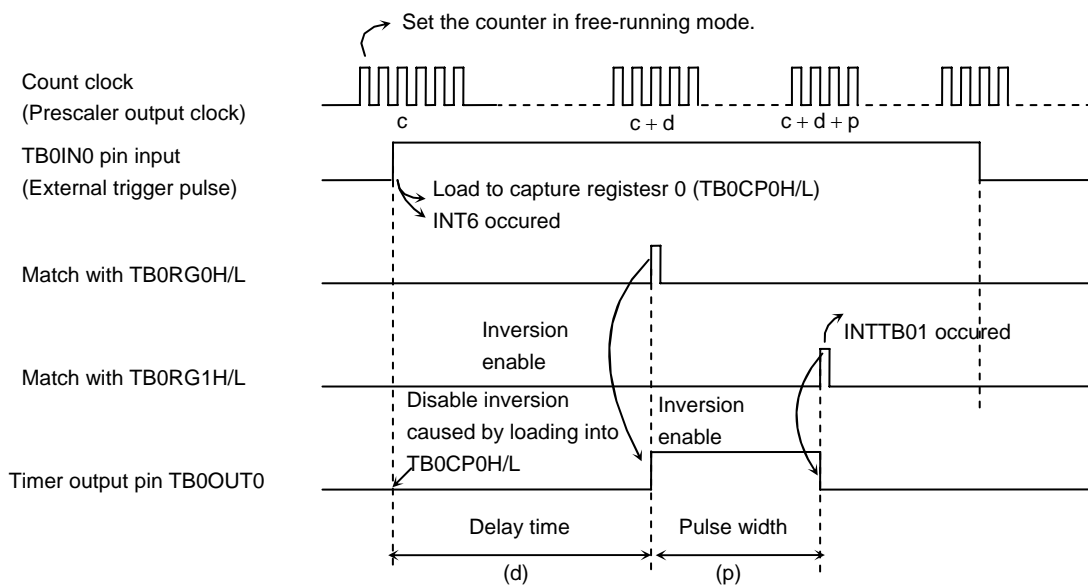 Set the counter in free-running mode.
Count clock
(Prescaler output clock)
c
c + d
c + d + p
TB0IN0 pin input
(External trigger pulse)
Load to capture registesr 0 (TB0CP0H/L)
INT6 occured
Match with TB0RG0H/L
Inversion
enable
INTTB01 occured
Match with TB0RG1H/L
Disable inversion
caused by loading into
TB0CP0H/L
Inversion
enable
Timer output pin TB0OUT0
Delay time
Pulse width
(d)
(p)